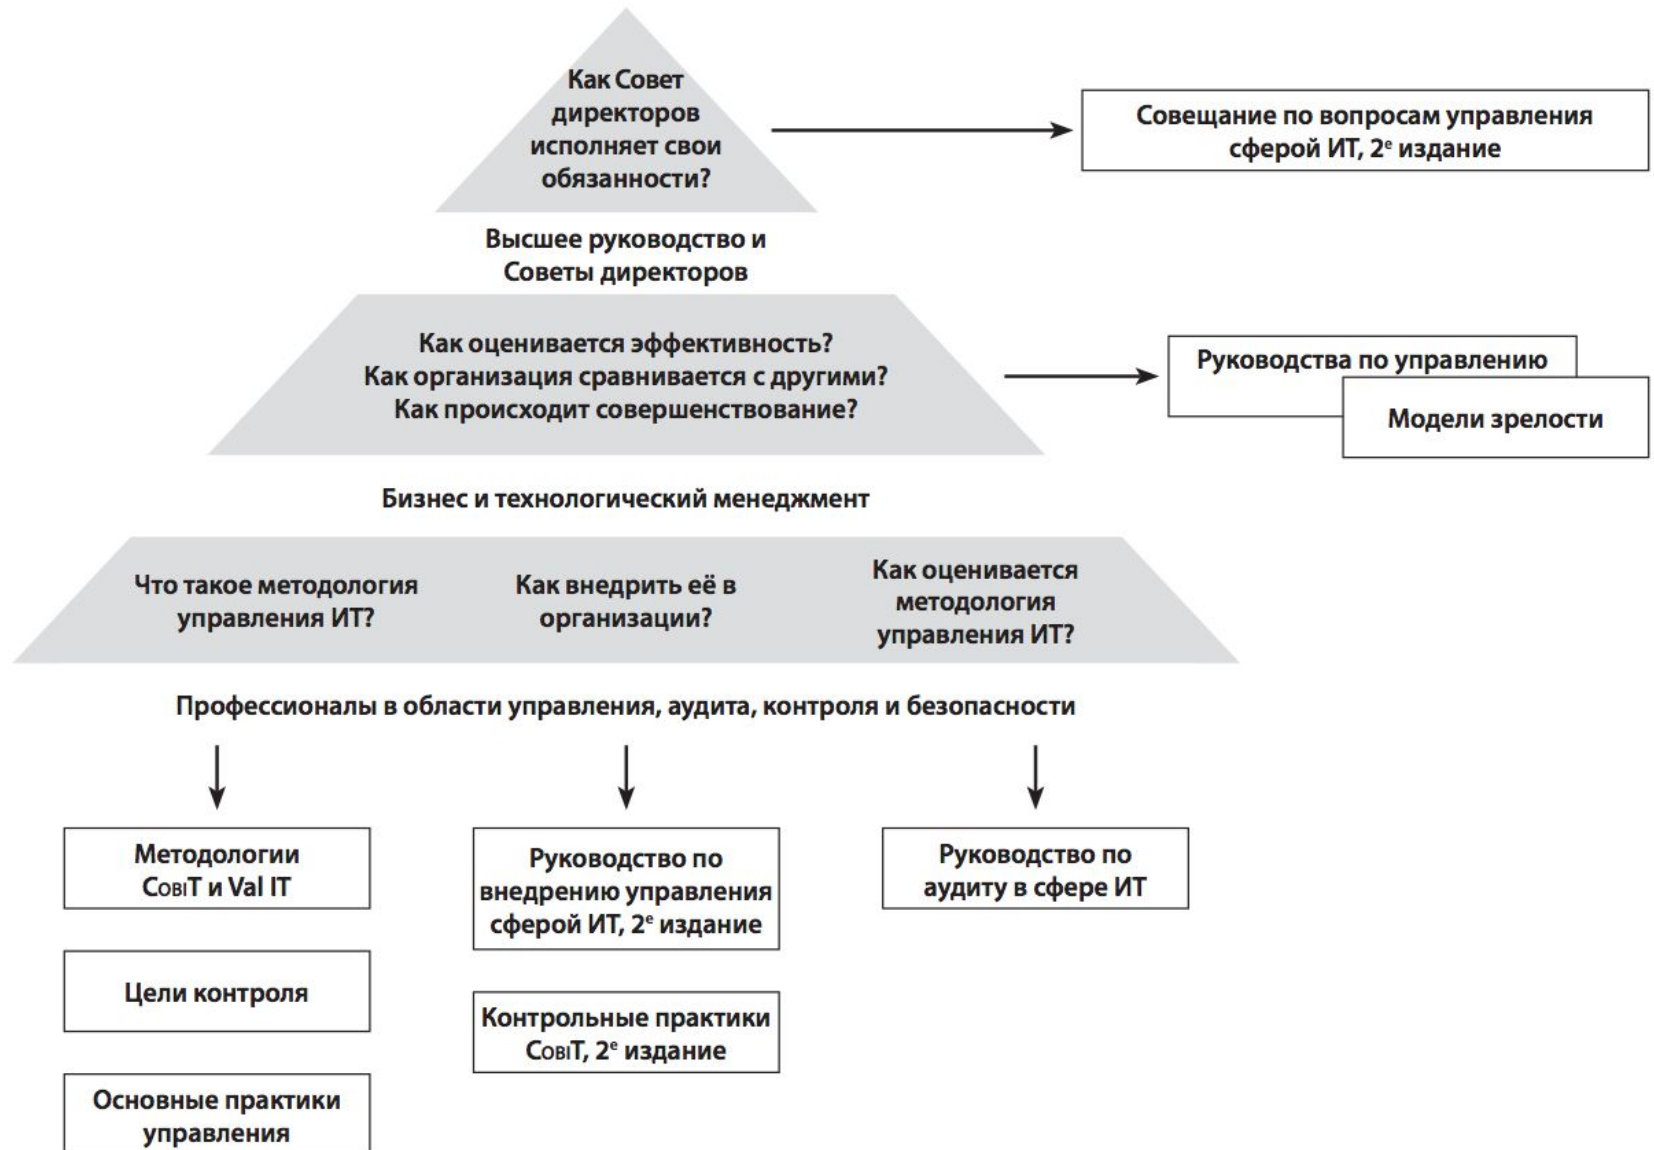 Как Совет
директоров
исполняет свои
обязанности?
Совещание по вопросам управления
сферой ИТ, 2е издание
Высшее руководство и
Советы директоров
Как оценивается эффективность?
Как организация сравнивается с другими?
Как происходит совершенствование?
Руководства по управлению
Модели зрелости
Бизнес и технологический менеджмент
Что такое методология
управления ИТ?
Как внедрить её в
организации?
Как оценивается
методология
управления ИТ?
Профессионалы в области управления, аудита, контроля и безопасности
Методологии
COBIT и Val IT
Цели контроля
Основные практики
управления
Руководство по
внедрению управления
сферой ИТ, 2е издание
Контрольные практики
COBIT, 2е издание
Руководство по
аудиту в сфере ИТ